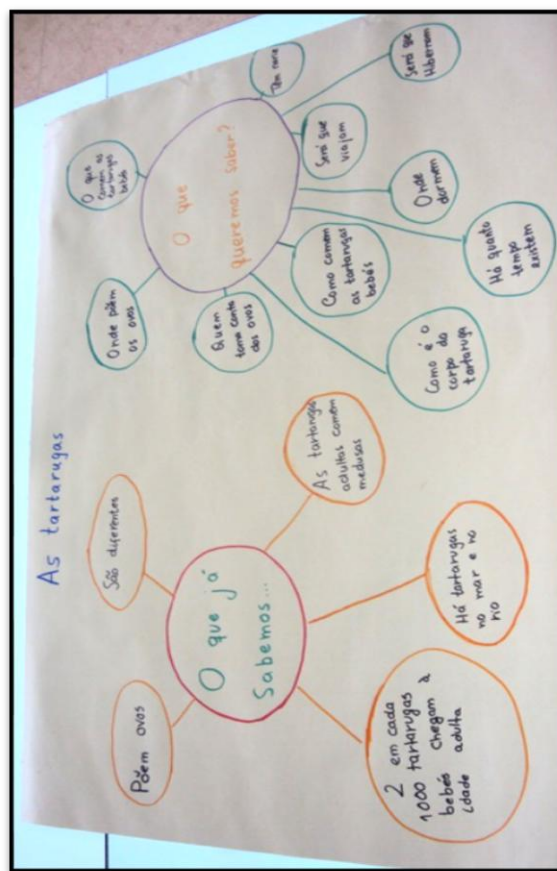 As tartarugas
O que já
Sabemos...
Põem ovos
São diferentes
As tartarugas
adultas comem
medusas
Há tartarugas
no mar e no
rio
2 em cada
1000 tartarugas
bebés chegam à
idade adulta
O que
queremos saber?
Onde põem
os ovos
O que
comem as
tartarugas
bebés
Têm
Será que
Hibernam
Será que
viajam
Onde
dormem
Há quanto
tempo
existem
Como comem
as tartarugas
bebés
Como é o
corpo da
tartaruga
Quem
toma conta
dos ovos